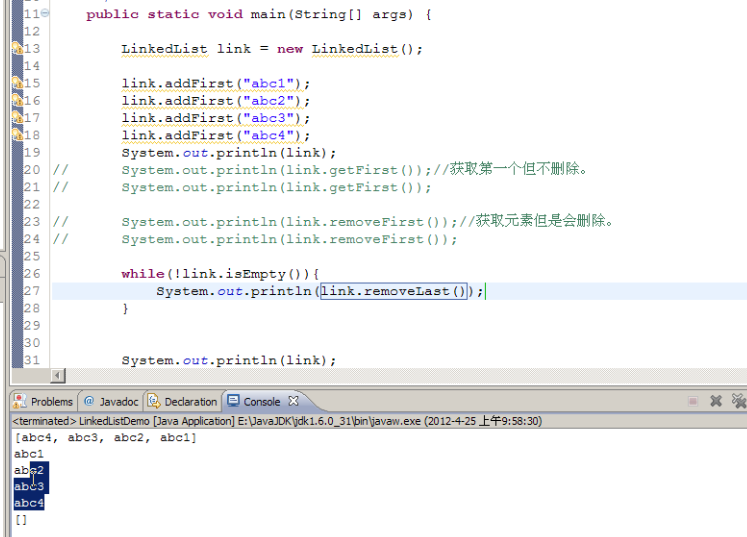 11 public static void main(String[] args) {
12
13 LinkedList link = new LinkedList();
14
15 link.addFirst("abc1");
16 link.addFirst("abc2");
17 link.addFirst("abc3");
18 link.addFirst("abc4");
19 System.out.println(link);
20 // System.out.println(link.getFirst());//获取第一个但不删除。
21 // System.out.println(link.getFirst());
22
23 // System.out.println(link.removeFirst());//获取元素但是会删除。
24 // System.out.println(link.removeFirst());
25
26 while(!link.isEmpty()){
27 System.out.println(link.removeLast());
28 }
29
30
31 System.out.println(link);
Problems @ Javadoc Declaration Console
<terminated> LinkedListDemo [Java Application] E:\JavaJDK\jdk1.6.0_31\bin\javaw.exe (2012-4-25 上午9:58:30)
[abc4, abc3, abc2, abc1]
abc1
abc2
abc3
abc4
[]